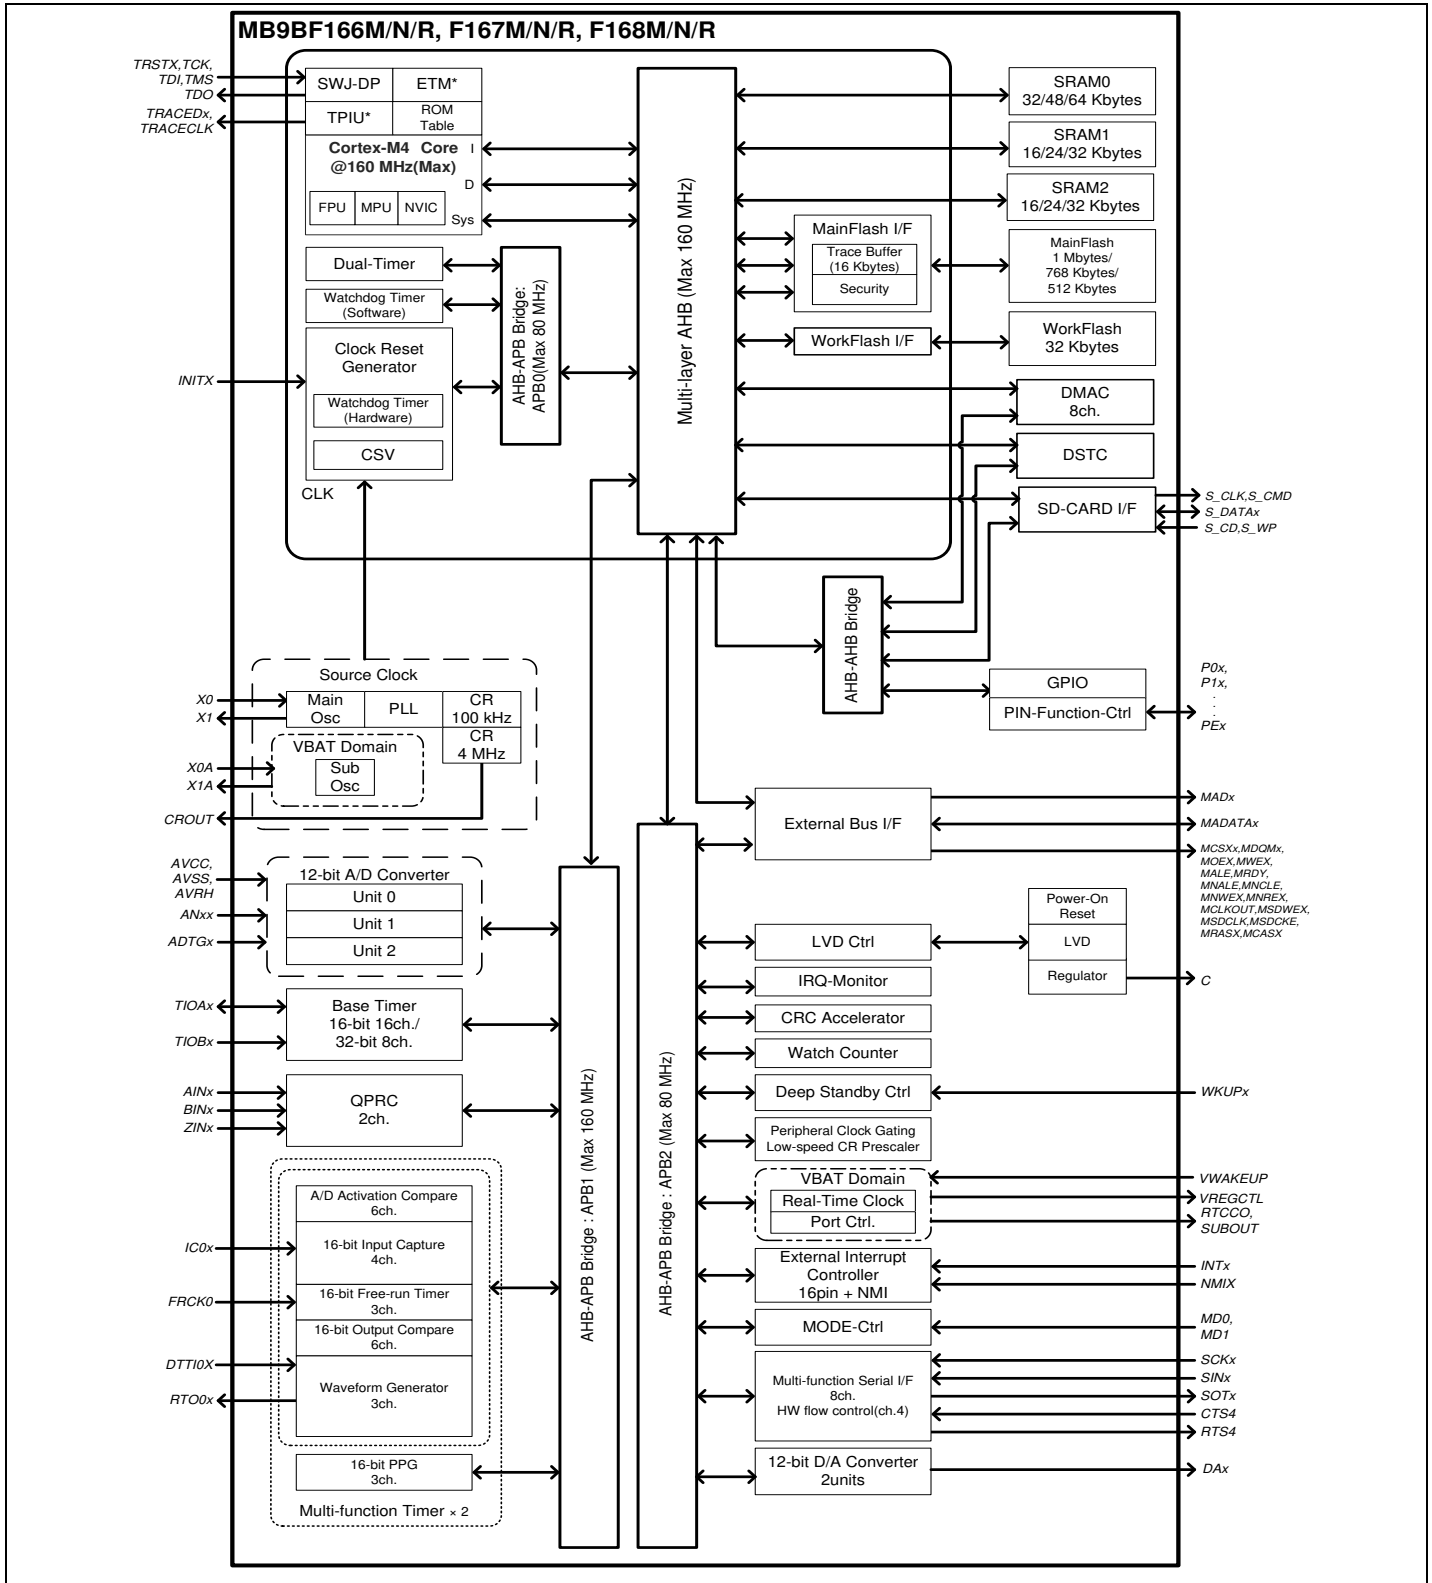 MB9BF166M/N/R, F167M/N/R, F168M/N/R
TRSTX,TCK,
TDI,TMS
TDO
TRACEDx,
TRACECLK
SWJ-DP
ETM*
TPIU*
ROM
Table
Cortex-M4 Core
@160 MHz(Max)
I
D
Sys
FPU
MPU
NVIC
Dual-Timer
Watchdog Timer
(Software)
Clock Reset
Generator
Watchdog Timer
(Hardware)
CSV
CLK
INITX
AHB-APB Bridge:
APB0(Max 80 MHz)
Multi-layer AHB (Max 160 MHz)
SRAM0
32/48/64 Kbytes
SRAM1
16/24/32 Kbytes
SRAM2
16/24/32 Kbytes
MainFlash I/F
Trace Buffer
(16 Kbytes)
Security
MainFlash
1 Mbytes/
768 Kbytes/
512 Kbytes
WorkFlash I/F
WorkFlash
32 Kbytes
DMAC
8ch.
DSTC
SD-CARD I/F
S_CLK,S_CMD
S_DATAx
S_CD,S_WP
AHB-AHB Bridge
GPIO
PIN-Function-Ctrl
P0x,
P1x,
.
.
PEx
Source Clock
X0
X1
Main
Osc
PLL
CR
100 kHz
CR
4 MHz
VBAT Domain
Sub
Osc
X0A
X1A
CROUT
External Bus I/F
MADx
MADATAx
MCSXx,MDQMx,
MOEX,MWEX,
MALE,MRDY,
MNALE,MNCLE,
MNWEX,MNREX,
MCLKOUT,MSDWEX,
MSDCLK,MSDCKE,
MRASX,MCASX
AVCC,
AVSS,
AVRH
ANxx
ADTGx
12-bit A/D Converter
Unit 0
Unit 1
Unit 2
Power-On
Reset
LVD
Regulator
C
LVD Ctrl
IRQ-Monitor
CRC Accelerator
Watch Counter
Deep Standby Ctrl
WKUPx
Peripheral Clock Gating
Low-speed CR Prescaler
TIOAx
TIOBx
Base Timer
16-bit 16ch./
32-bit 8ch.
AINx
BINx
ZINx
QPRC
2ch.
AHB-APB Bridge : APB1 (Max 160 MHz)
AHB-APB Bridge : APB2 (Max 80 MHz)
VBAT Domain
Real-Time Clock
Port Ctrl.
VWAKEUP
VREGCTL
RTCCO,
SUBOUT
A/D Activation Compare
6ch.
16-bit Input Capture
4ch.
16-bit Free-run Timer
3ch.
16-bit Output Compare
6ch.
Waveform Generator
3ch.
16-bit PPG
3ch.
Multi-function Timer × 2
IC0x
FRCK0
DTTI0X
RTO0x
External Interrupt
Controller
16pin + NMI
INTx
NMIX
MODE-Ctrl
MD0,
MD1
Multi-function Serial I/F
8ch.
HW flow control(ch.4)
SCKx
SINx
SOTx
CTS4
RTS4
12-bit D/A Converter
2units
DAx